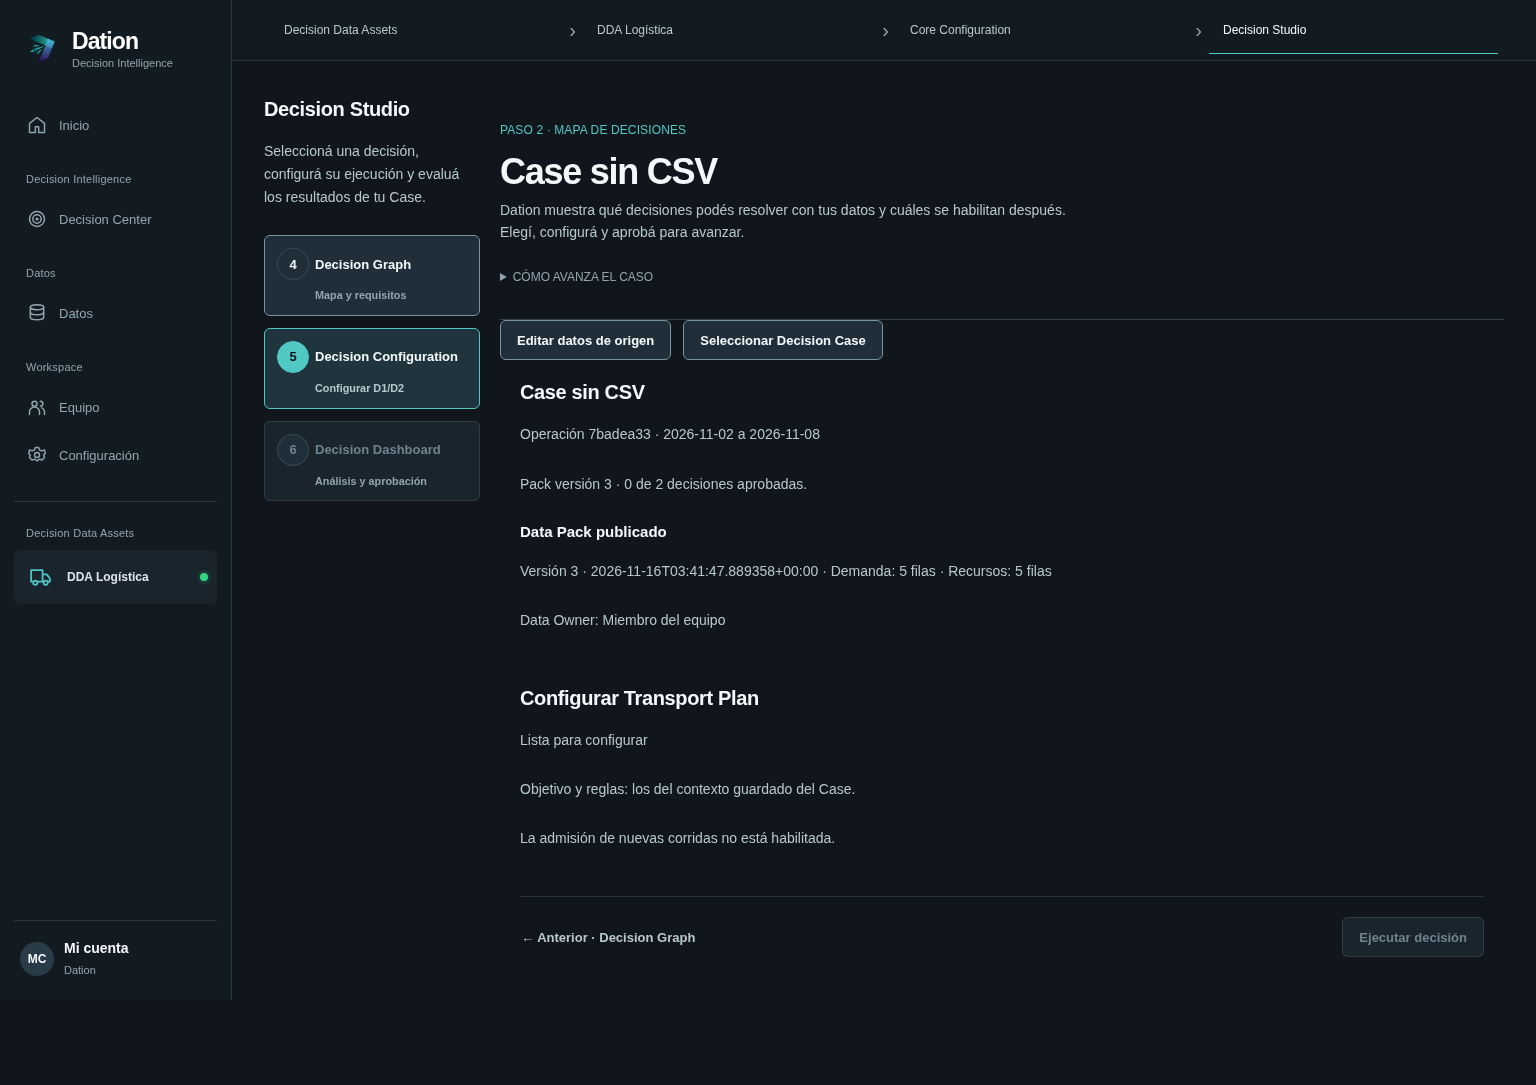 Dation
Decision Intelligence
Inicio
Decision Intelligence
Decision Center
Datos
Datos
Workspace
Equipo
Configuración
Decision Data Assets
DDA Logística
MC
Mi cuenta
Dation
Decision Data Assets
›
DDA Logística
›
Core Configuration
›
Decision Studio
Decision Studio
Seleccioná una decisión,
configurá su ejecución y evaluá
los resultados de tu Case.
4
Decision Graph
Mapa y requisitos
5
Decision Configuration
Configurar D1/D2
6
Decision Dashboard
Análisis y aprobación
PASO 2 · MAPA DE DECISIONES
Case sin CSV
Dation muestra qué decisiones podés resolver con tus datos y cuáles se habilitan después.
Elegí, configurá y aprobá para avanzar.
▶ CÓMO AVANZA EL CASO
Editar datos de origen
Seleccionar Decision Case
Case sin CSV
Operación 7badea33 · 2026-11-02 a 2026-11-08
Pack versión 3 · 0 de 2 decisiones aprobadas.
Data Pack publicado
Versión 3 · 2026-11-16T03:41:47.889358+00:00 · Demanda: 5 filas · Recursos: 5 filas
Data Owner: Miembro del equipo
Configurar Transport Plan
Lista para configurar
Objetivo y reglas: los del contexto guardado del Case.
La admisión de nuevas corridas no está habilitada.
← Anterior · Decision Graph
Ejecutar decisión